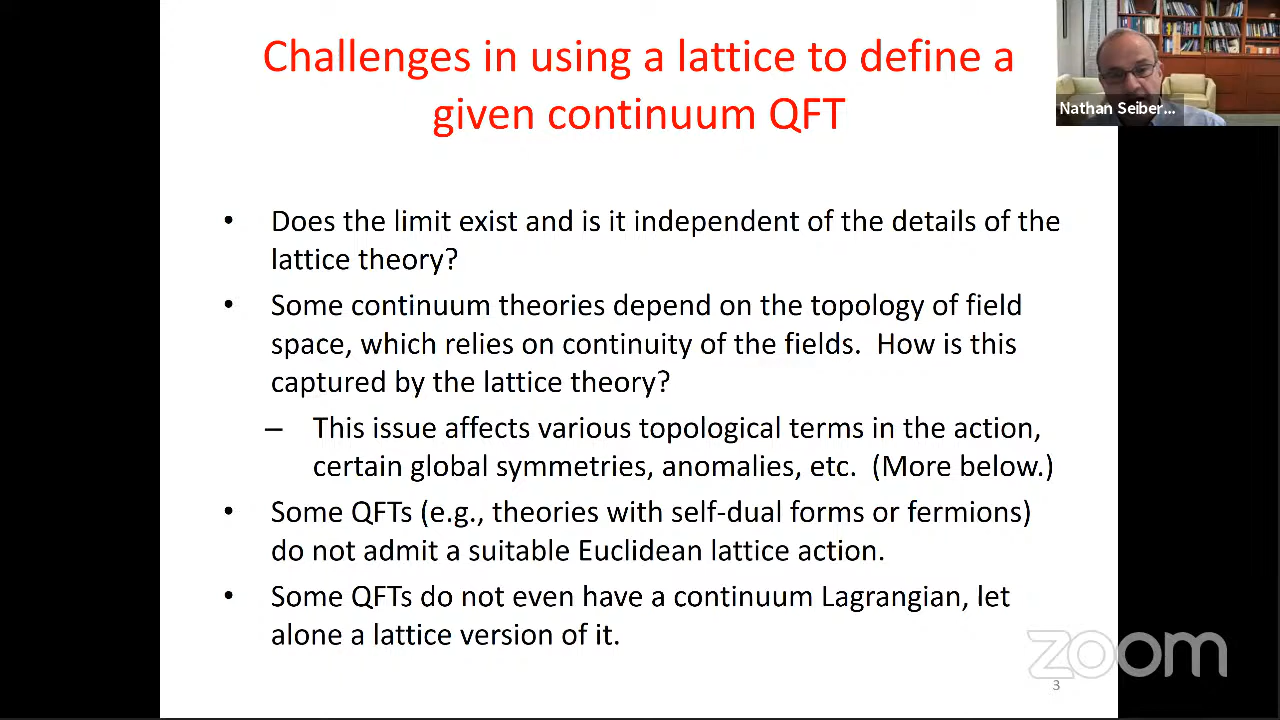 Challenges in using a lattice to define a
given continuum QFT
Nathan Seiber...
• Does the limit exist and is it independent of the details of the
lattice theory?
• Some continuum theories depend on the topology of field
space, which relies on continuity of the fields. How is this
captured by the lattice theory?
– This issue affects various topological terms in the action,
certain global symmetries, anomalies, etc. (More below.)
• Some QFTs (e.g., theories with self-dual forms or fermions)
do not admit a suitable Euclidean lattice action.
• Some QFTs do not even have a continuum Lagrangian, let
alone a lattice version of it.
zoom
3